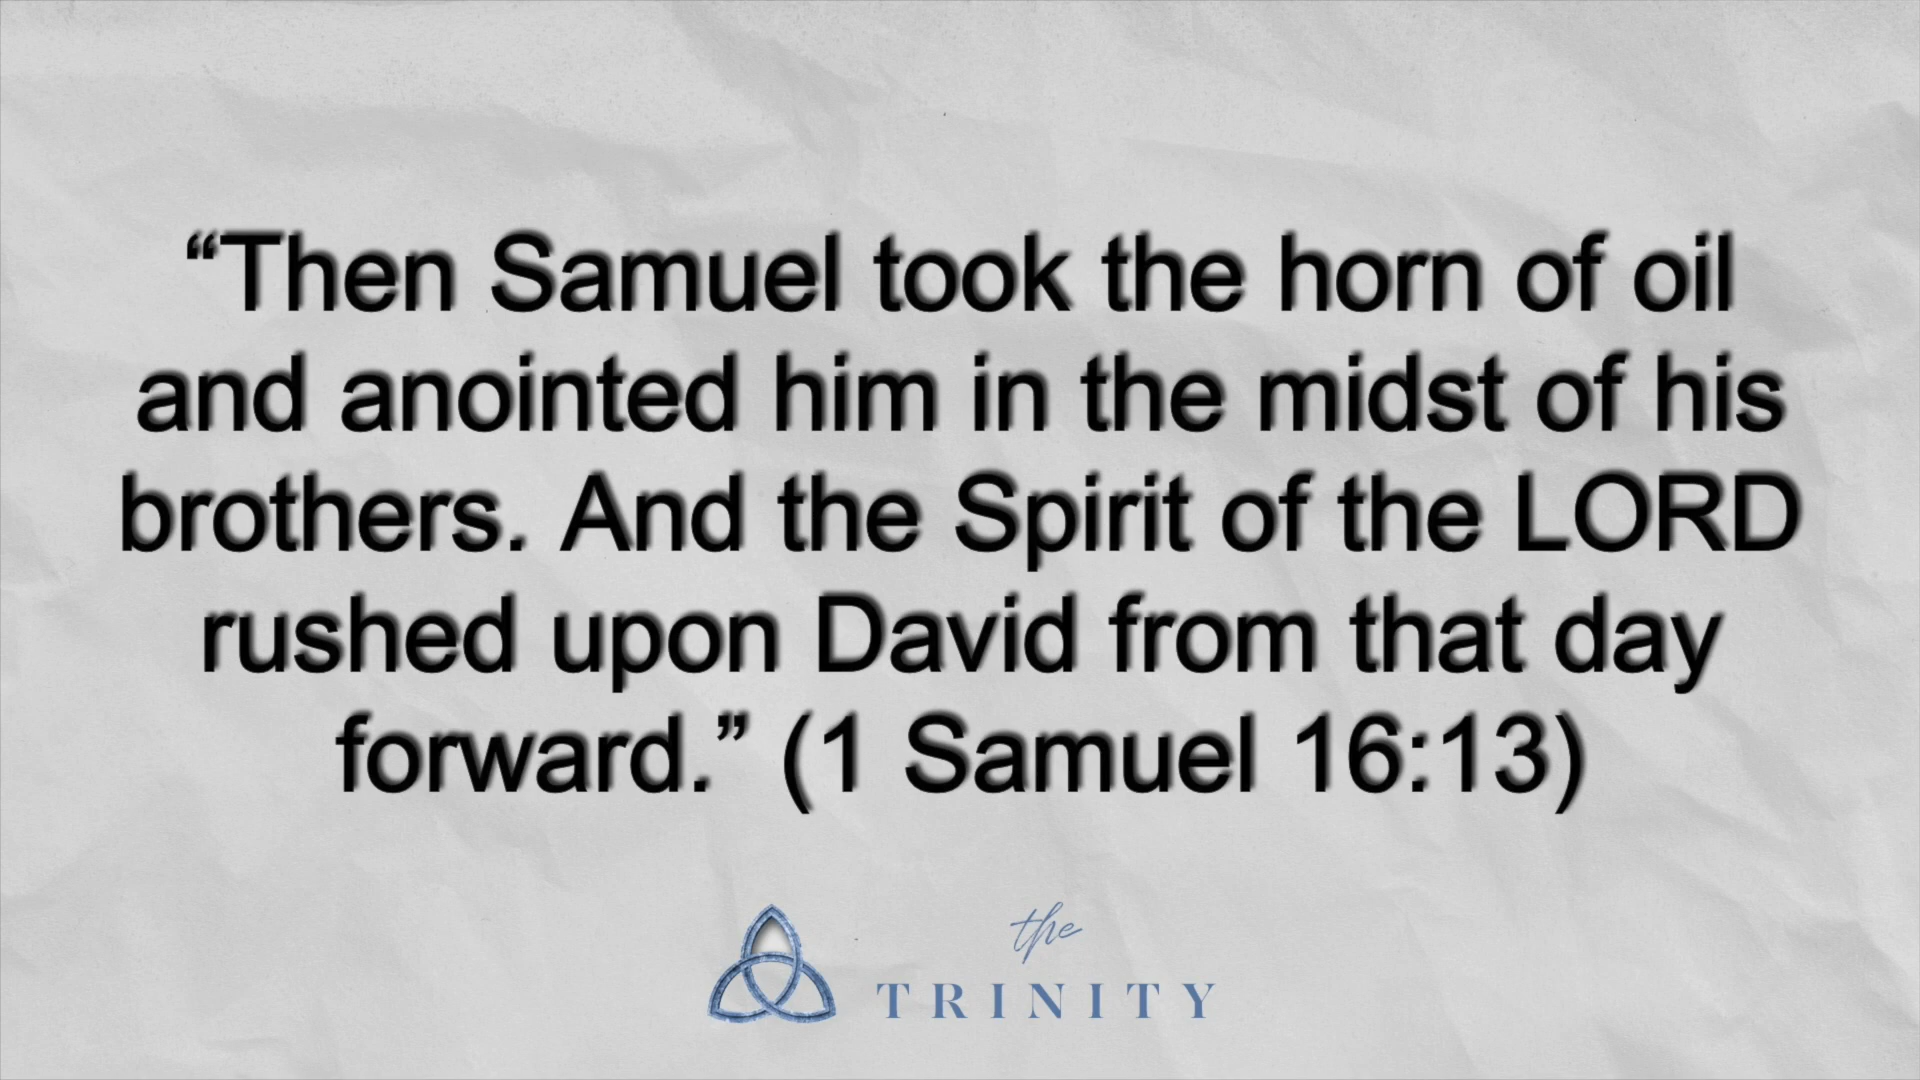 “Then Samuel took the horn of oil
and anointed him in the midst of his
brothers. And the Spirit of the LORD
rushed upon David from that day
forward.” (1 Samuel 16:13)
the
TRINITY